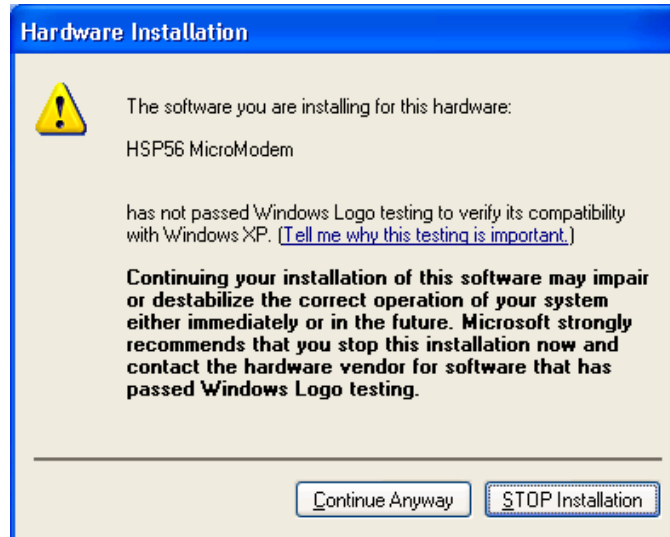 Hardware Installation
The software you are installing for this hardware:
HSP56 MicroModem
has not passed Windows Logo testing to verify its compatibility
with Windows XP. (Tell me why this testing is important.)
Continuing your installation of this software may impair
or destabilize the correct operation of your system
either immediately or in the future. Microsoft strongly
recommends that you stop this installation now and
contact the hardware vendor for software that has
passed Windows Logo testing.
Continue Anyway
STOP Installation